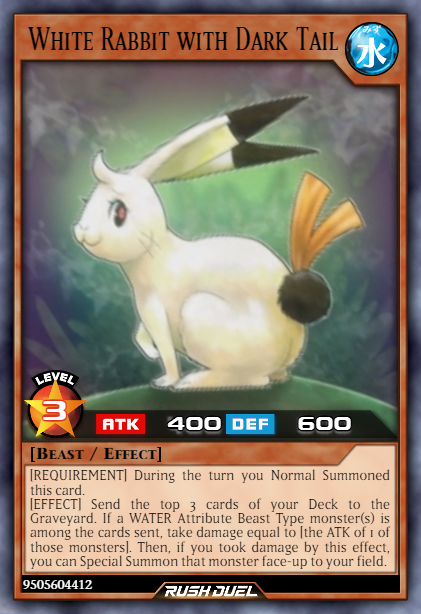 White Rabbit with Dark Tail
みず
水
LEVEL
3
ATK 400 DEF 600
[Beast / Effect]
[REQUIREMENT] During the turn you Normal Summoned
this card.
[EFFECT] Send the top 3 cards of your Deck to the
Graveyard. If a WATER Attribute Beast Type monster(s) is
among the cards sent, take damage equal to [the ATK of 1 of
those monsters]. Then, if you took damage by this effect,
you can Special Summon that monster face-up to your field.
9505604412
RUSH DUEL